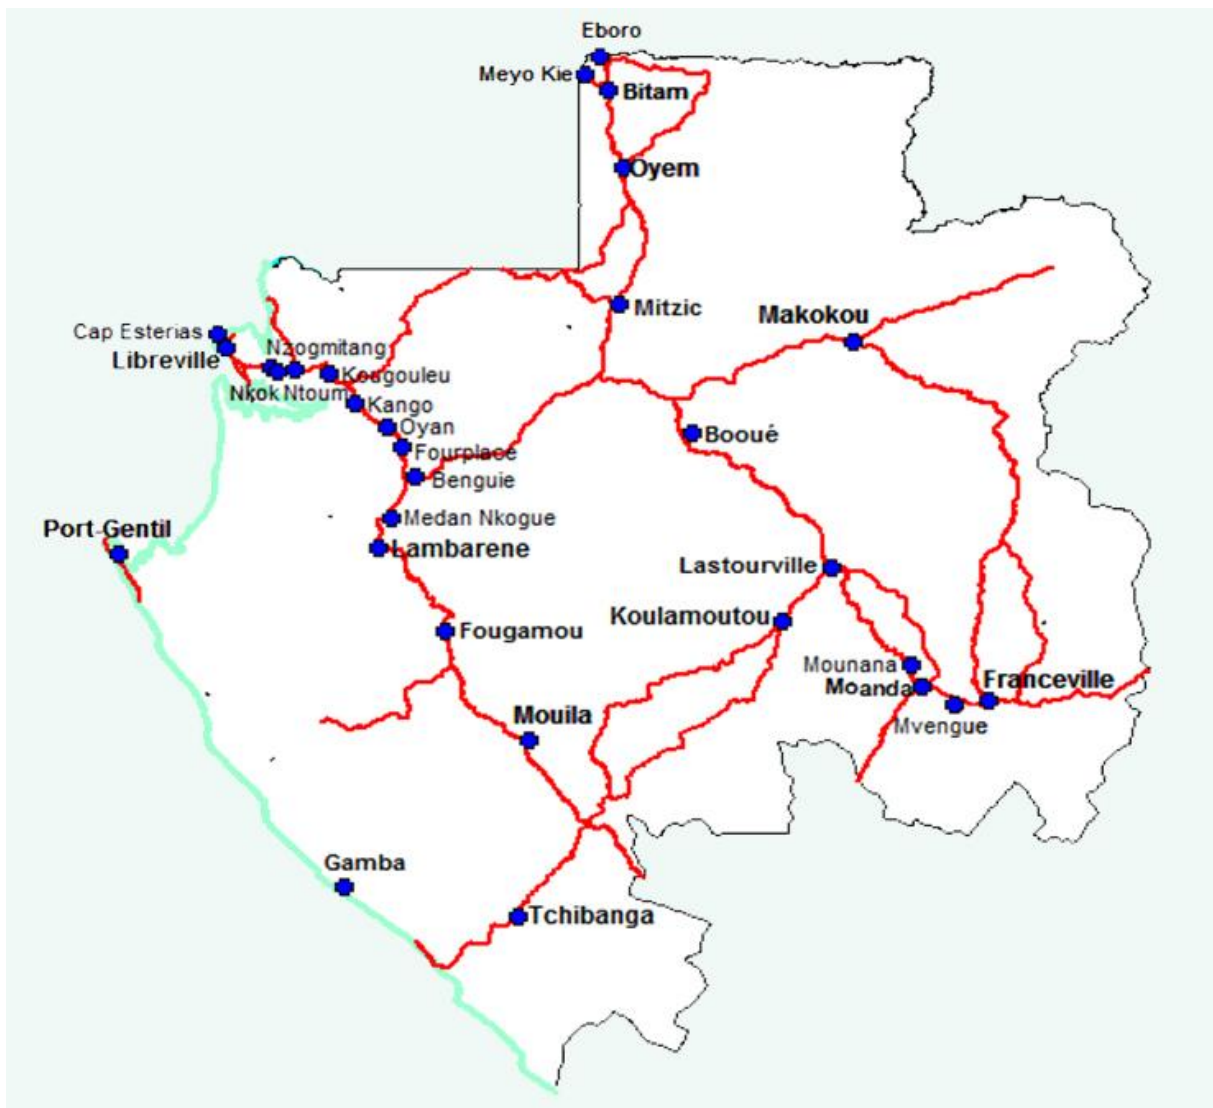 Eboro
Meyo Kie
Bitam
Oyem
Mitzic
Makokou
Cap Esterias
Libreville
Nzogmitang
Kougouleu
Nkok Ntoum
Kango
Oyan
Booué
Fourplace
Benguie
Medan Nkogue
Port Gentil
Lambarene
Lastourville
Koulamoutou
Fougamou
Mounana
Moanda
Franceville
Mouila
Mvengue
Gamba
Tchibanga